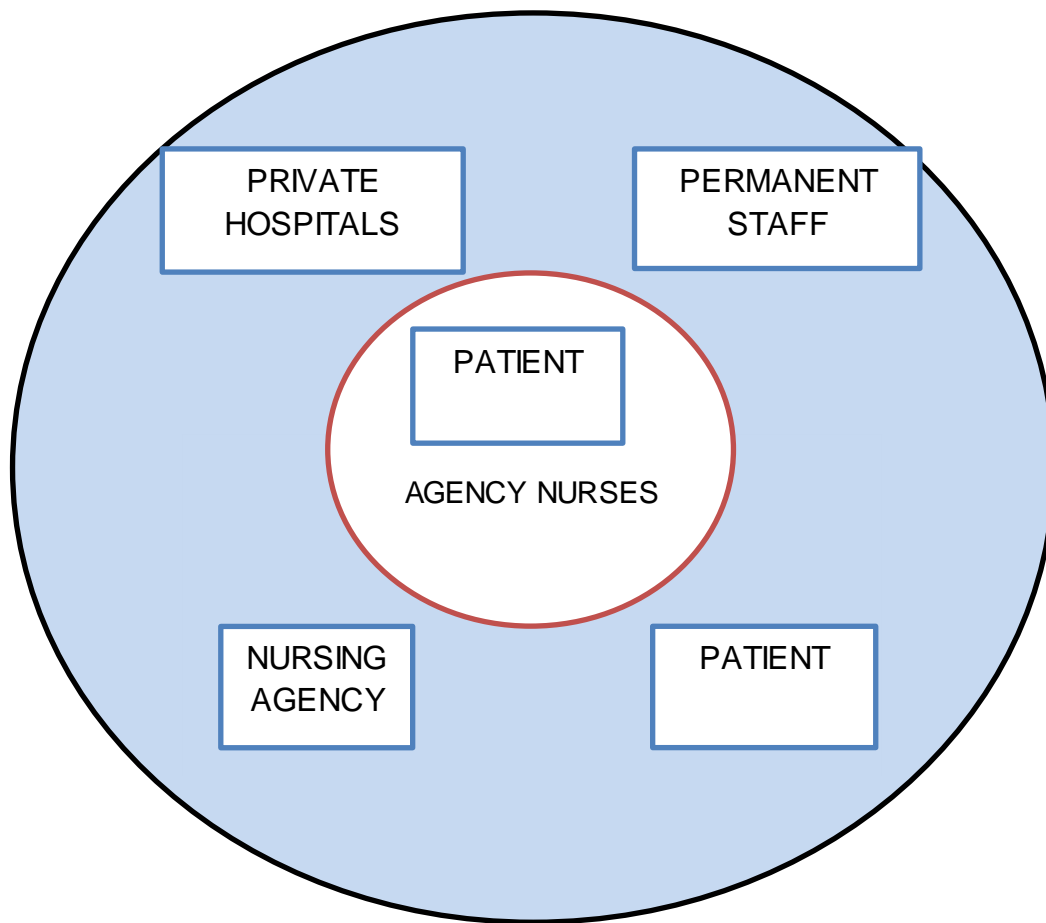 PRIVATE
HOSPITALS
PERMANENT
STAFF
PATIENT
AGENCY NURSES
NURSING
AGENCY
PATIENT